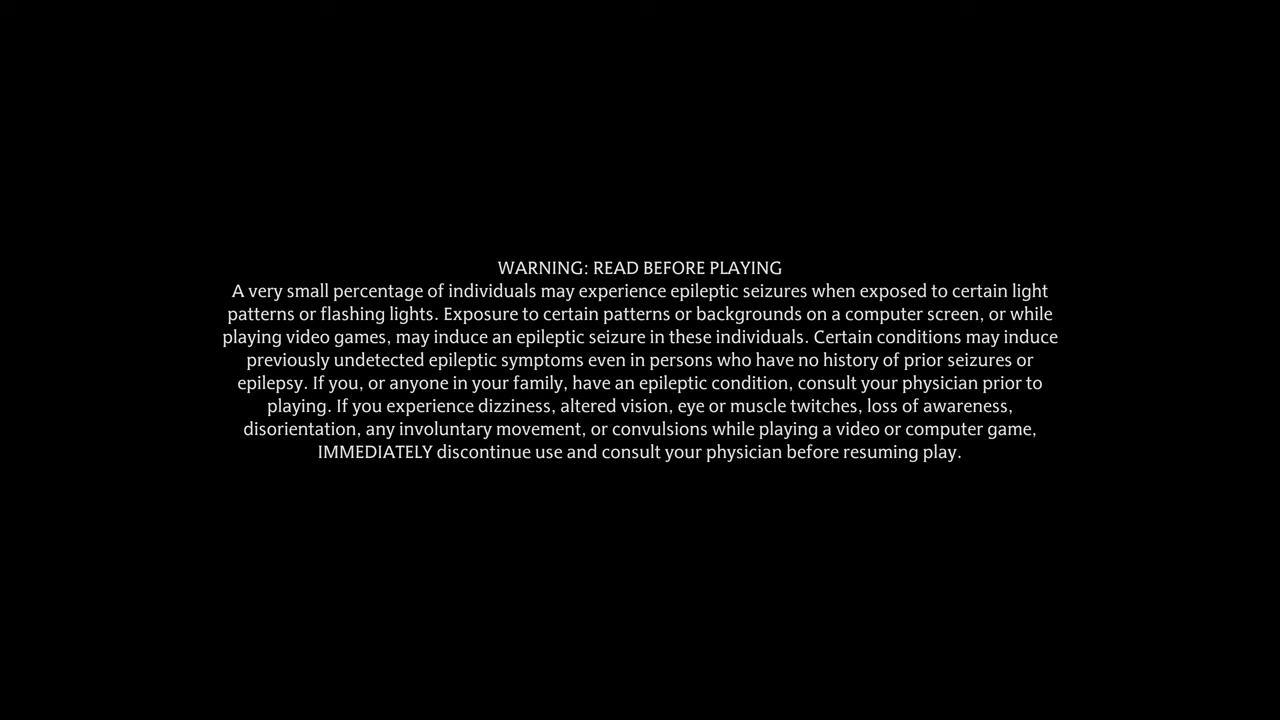 WARNING: READ BEFORE PLAYING
A very small percentage of individuals may experience epileptic seizures when exposed to certain light
patterns or flashing lights. Exposure to certain patterns or backgrounds on a computer screen, or while
playing video games, may induce an epileptic seizure in these individuals. Certain conditions may induce
previously undetected epileptic symptoms even in persons who have no history of prior seizures or
epilepsy. If you, or anyone in your family, have an epileptic condition, consult your physician prior to
playing. If you experience dizziness, altered vision, eye or muscle twitches, loss of awareness,
disorientation, any involuntary movement, or convulsions while playing a video or computer game,
IMMEDIATELY discontinue use and consult your physician before resuming play.